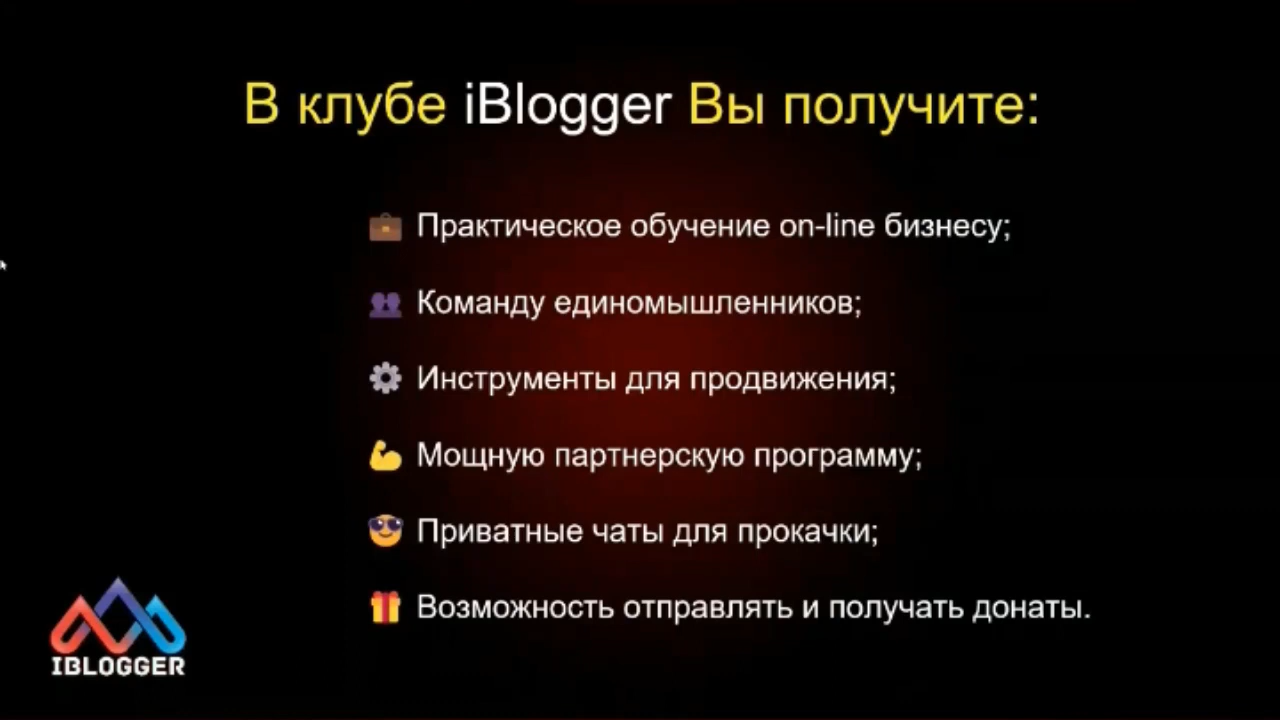 В клубе iBlogger Вы получите:
Практическое обучение on-line бизнесу;
Команду единомышленников;
Инструменты для продвижения;
Мощную партнерскую программу;
Приватные чаты для прокачки;
Возможность отправлять и получать донаты.
IBLOGGER